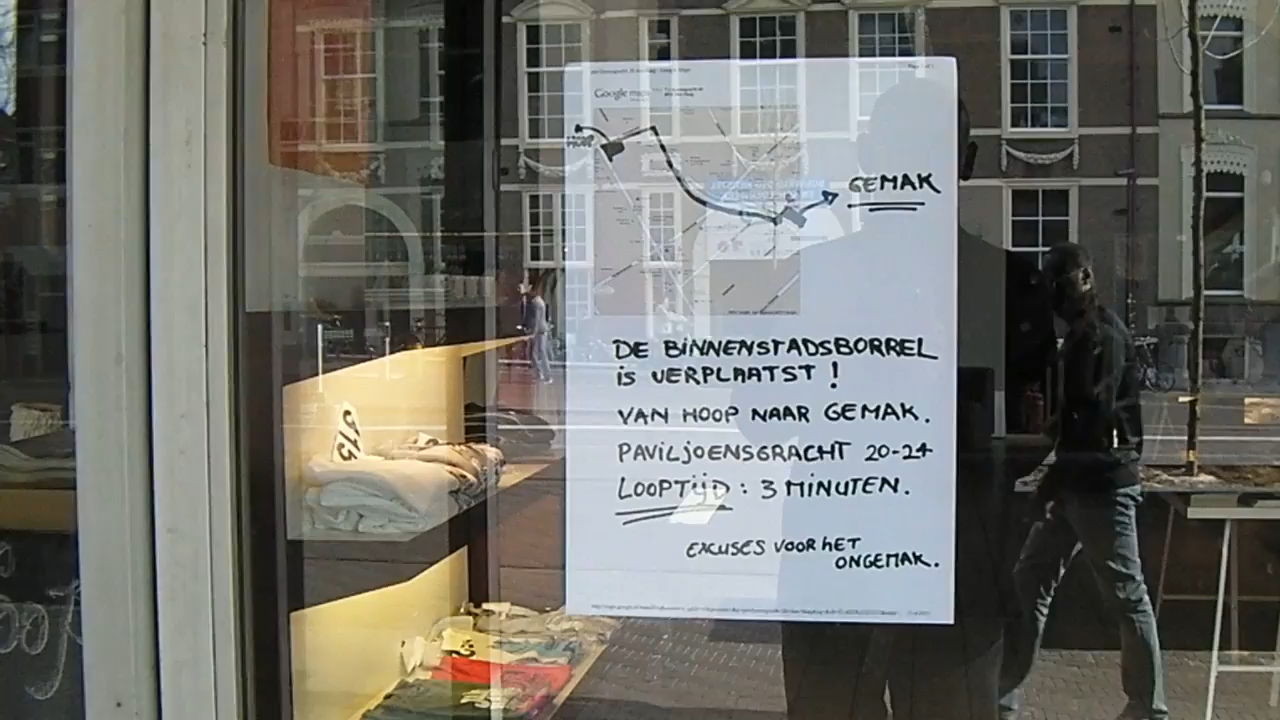 Google maps
GEMAK
DE BINNENSTADSBORREL
IS VERPLAATST!
VAN HOOP NAAR GEMAK.
PAVILJOENSGRACHT 20-24
LOOPTIJD : 3 MINUTEN.
EXCUSES VOOR HET
ONGEMAK.